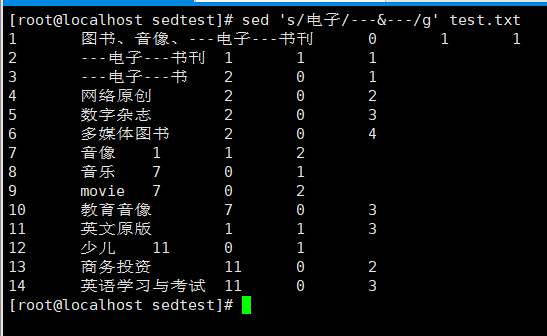 [root@localhost sedtest]# sed 's/电子/---&---/g' test.txt
1 图书、音像、---电子---书刊 0 1 1
2 ---电子---书刊 1 1 1
3 ---电子---书 2 0 1
4 网络原创 2 0 2
5 数字杂志 2 0 3
6 多媒体图书 2 0 4
7 音像 1 1 2
8 音乐 7 0 1
9 movie 7 0 2
10 教育音像 7 0 3
11 英文原版 1 1 3
12 少儿 11 0 1
13 商务投资 11 0 2
14 英语学习与考试 11 0 3
[root@localhost sedtest]#